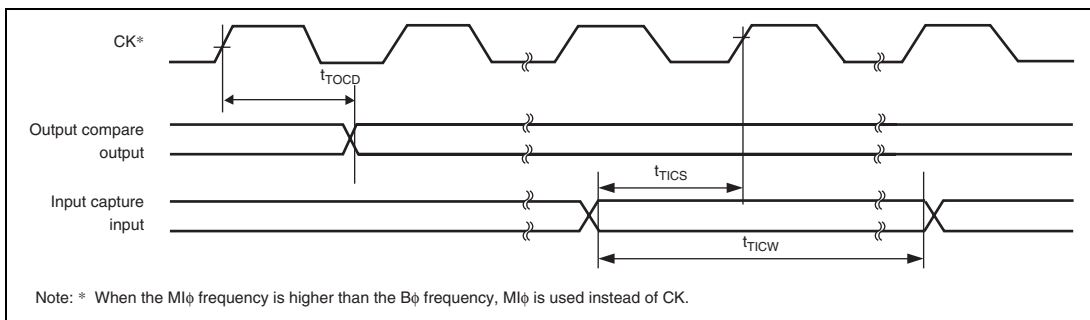 CK*
tTOCD
Output compare
output
tTICS
Input capture
input
tTICW
Note: * When the MIϕ frequency is higher than the Bϕ frequency, MIϕ is used instead of CK.